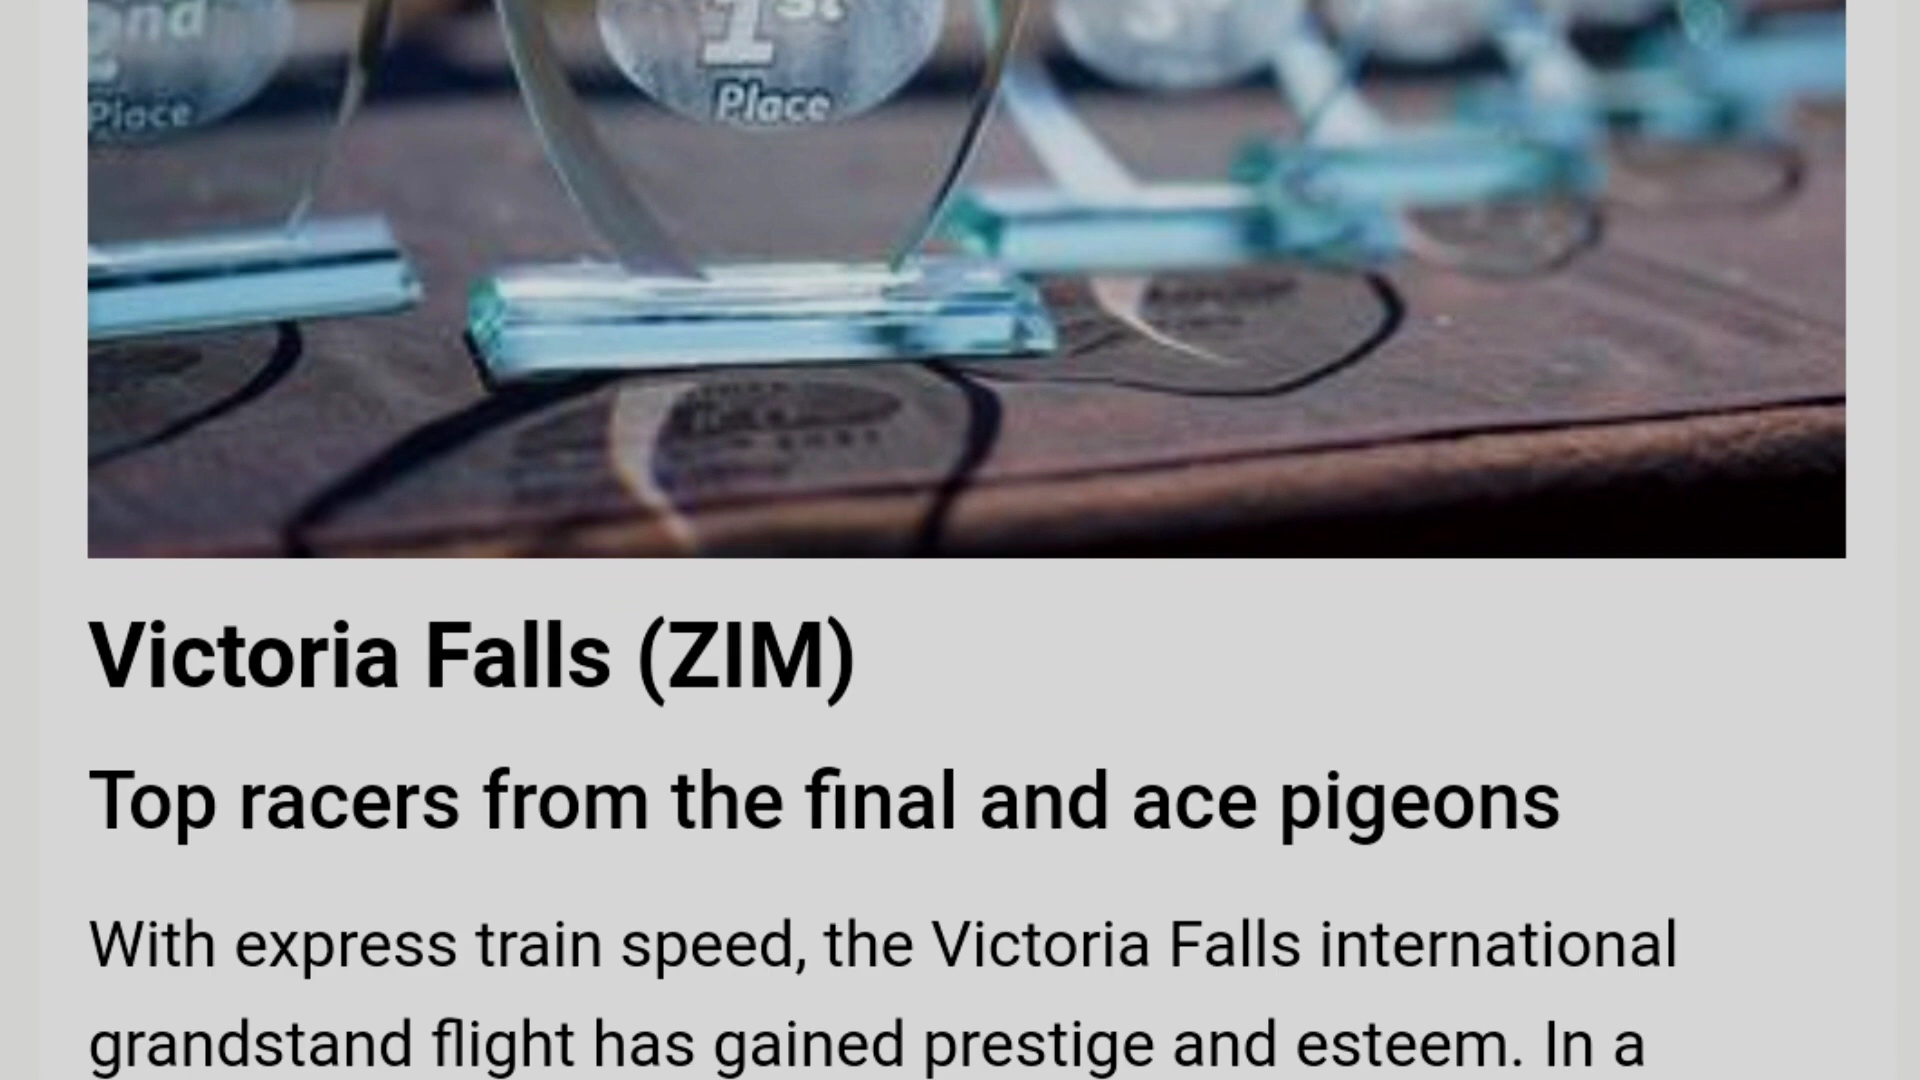 2nd
Place
1st
Place
3
Victoria Falls (ZIM)
Top racers from the final and ace pigeons
With express train speed, the Victoria Falls international
grandstand flight has gained prestige and esteem. In a